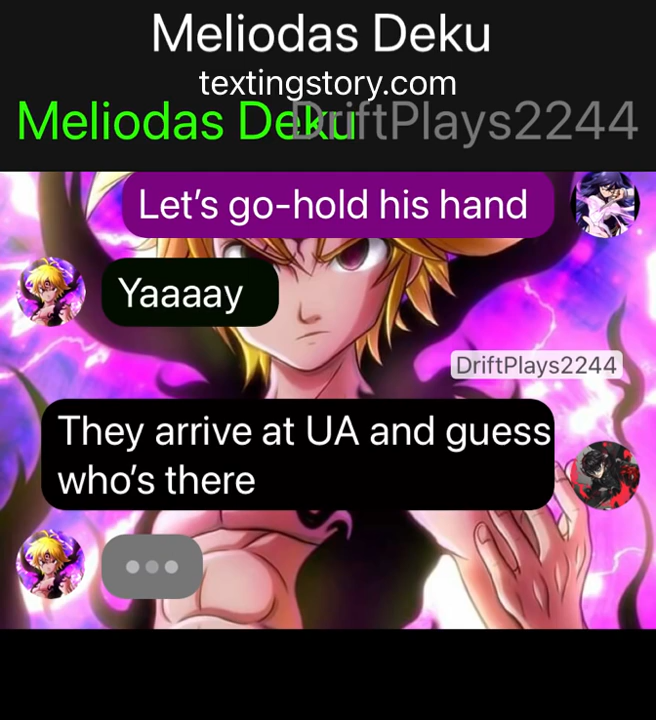 Meliodas Deku
textingstory.com
Meliodas Deku DriftPlays2244
Let’s go-hold his hand
Yaaaay
DriftPlays2244
They arrive at UA and guess
who’s there